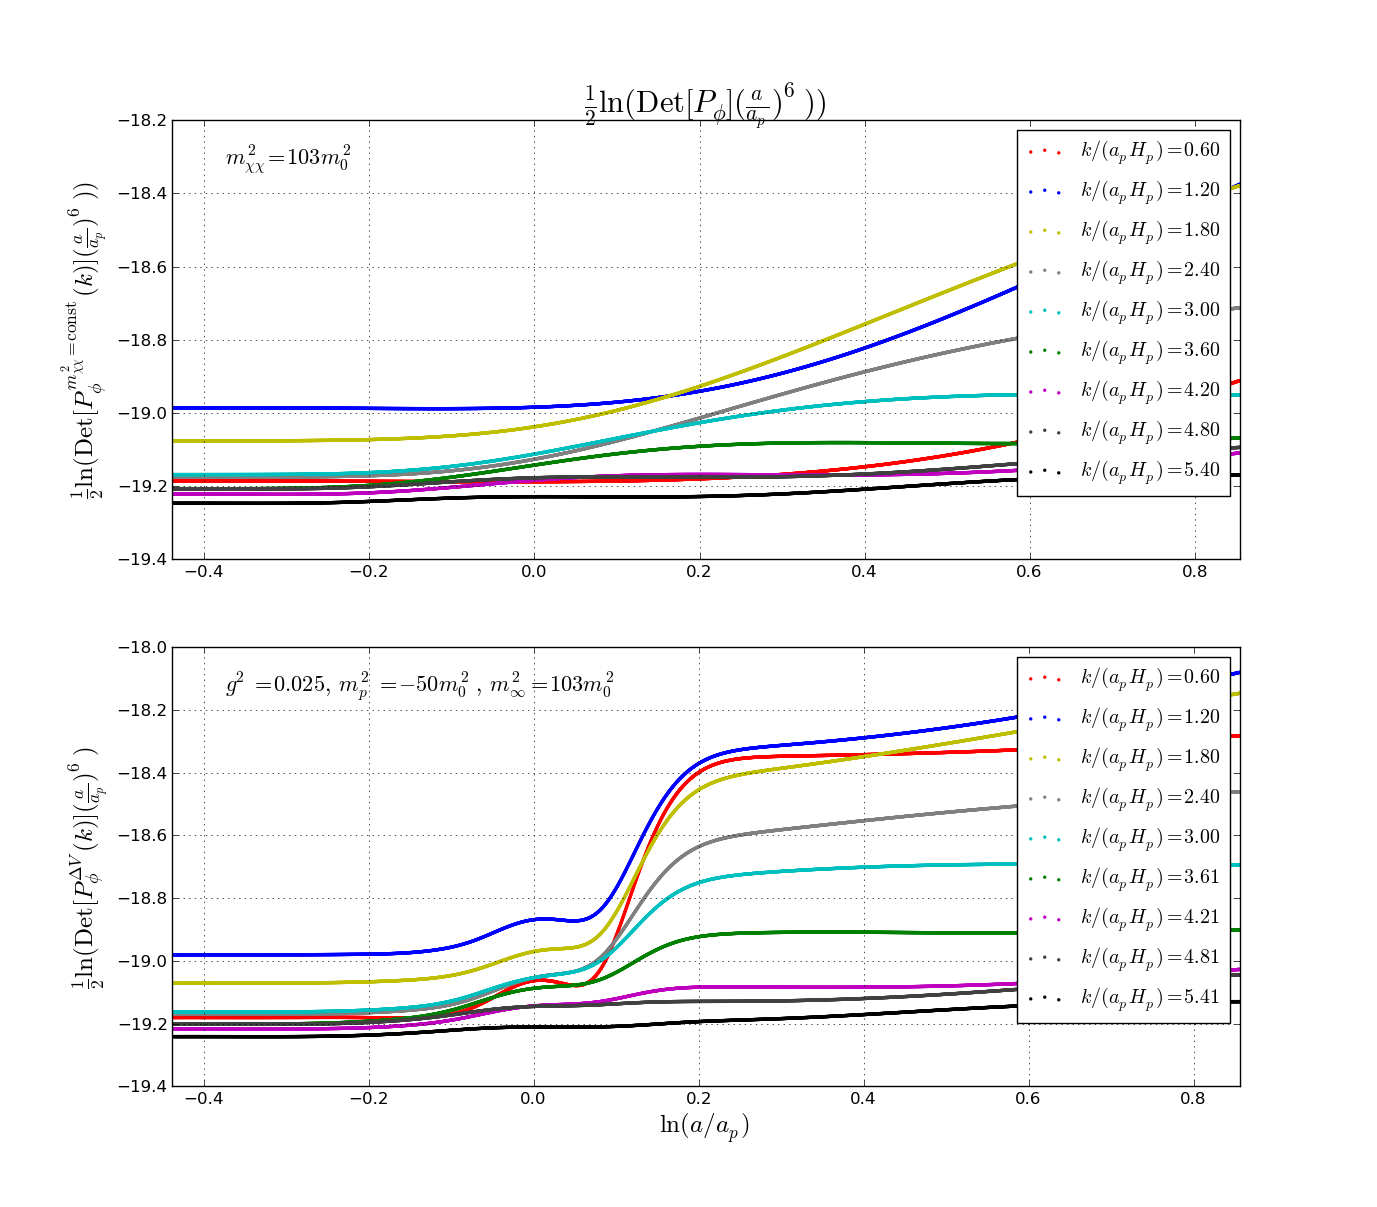 ½ln(Det[P_ϕ](a/a_p)^6 ))
½ln(Det[P_ϕ^{m²_χχ=const}(k)](a/a_p)^6 ))
−18.2
−18.4
−18.6
−18.8
−19.0
−19.2
−19.4
m²_χχ=103m²_0
k/(a_p H_p)=0.60
k/(a_p H_p)=1.20
k/(a_p H_p)=1.80
k/(a_p H_p)=2.40
k/(a_p H_p)=3.00
k/(a_p H_p)=3.60
k/(a_p H_p)=4.20
k/(a_p H_p)=4.80
k/(a_p H_p)=5.40
−0.4 −0.2 0.0 0.2 0.4 0.6 0.8
½ln(Det[P_ϕ^{ΔV}(k)](a/a_p)^6 )
−18.0
−18.2
−18.4
−18.6
−18.8
−19.0
−19.2
−19.4
g² =0.025, m²_p =−50m²_0 , m²_∞=103m²_0
k/(a_p H_p)=0.60
k/(a_p H_p)=1.20
k/(a_p H_p)=1.80
k/(a_p H_p)=2.40
k/(a_p H_p)=3.00
k/(a_p H_p)=3.61
k/(a_p H_p)=4.21
k/(a_p H_p)=4.81
k/(a_p H_p)=5.41
−0.4 −0.2 0.0 0.2 0.4 0.6 0.8
ln(a/a_p)